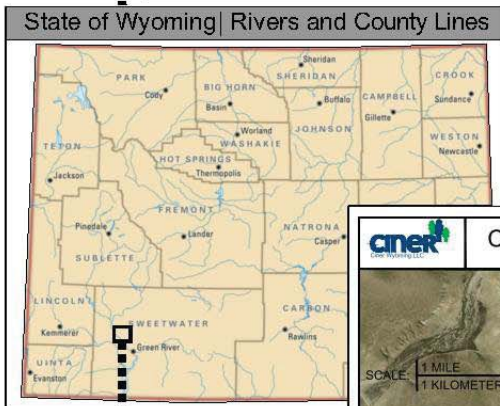 State of Wyoming| Rivers and County Lines
Sheridan
SHERIDAN
PARK
Cody
BIG HORN
Basin
Buffalo
CAMPBELL
Gillette
CROOK
Sundance
JOHNSON
Worland
WASHAKIE
WESTON
Newcastle
TETON
Jackson
HOT SPRINGS
Thermopolis
FREMONT
Lander
Pinedale
SUBLETTE
NATRONA
Casper
LINCOLN
Kemmerer
SWEETWATER
Green River
CARBON
Rawlins
UINTA
Evanston
CINER
Ciner Wyoming LLC
C
SCALE:
1 MILE
1 KILOMETER